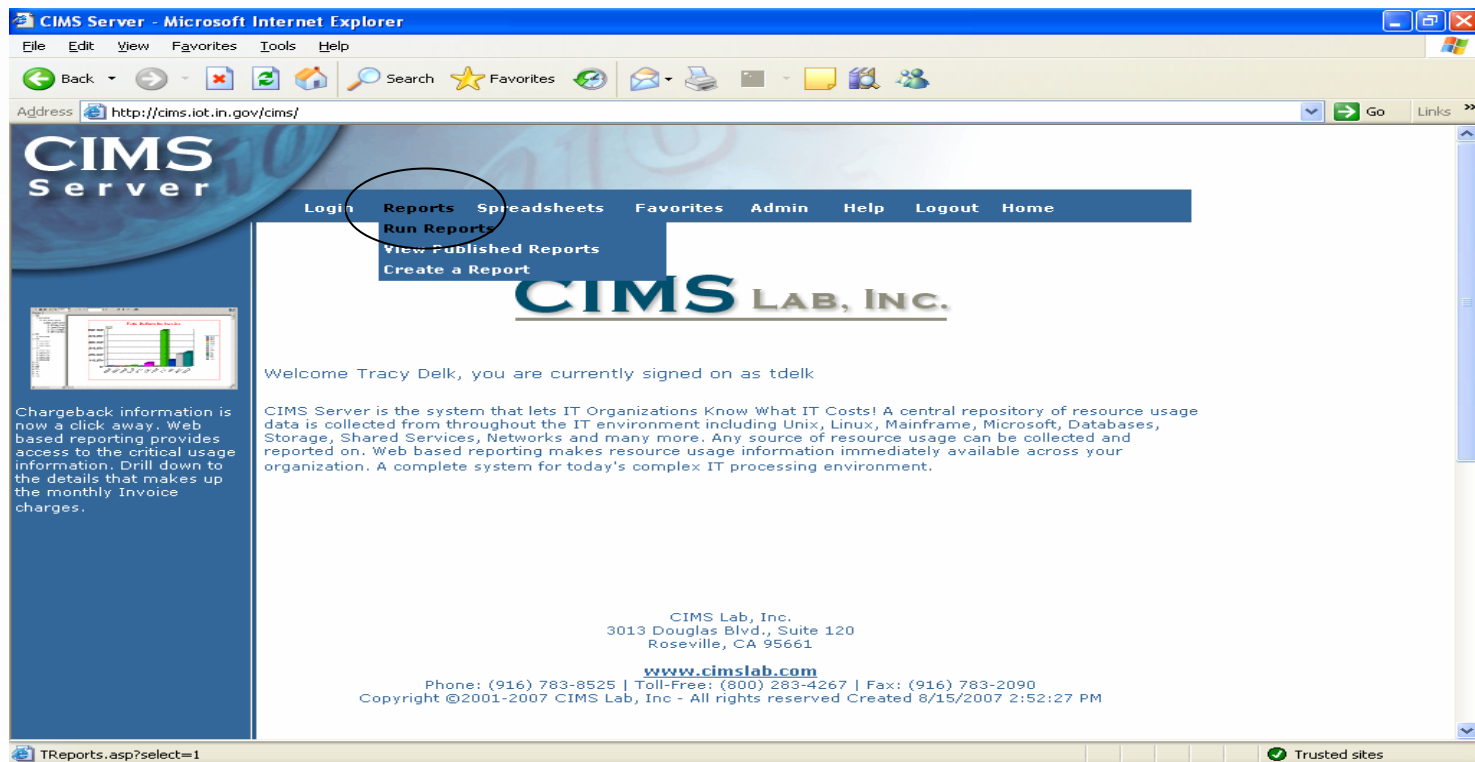 CIMS Server - Microsoft Internet Explorer
File Edit View Favorites Tools Help
Back Search Favorites
Address http://cims.iot.in.gov/cims/ Go Links »
CIMS
Server
Login Reports Spreadsheets Favorites Admin Help Logout Home
Run Reports
View Published Reports
Create a Report
CIMS LAB, INC.
Welcome Tracy Delk, you are currently signed on as tdelk
Chargeback information is
now a click away. Web
based reporting provides
access to the critical usage
information. Drill down to
the details that makes up
the monthly Invoice
charges.
CIMS Server is the system that lets IT Organizations Know What IT Costs! A central repository of resource usage
data is collected from throughout the IT environment including Unix, Linux, Mainframe, Microsoft, Databases,
Storage, Shared Services, Networks and many more. Any source of resource usage can be collected and
reported on. Web based reporting makes resource usage information immediately available across your
organization. A complete system for today's complex IT processing environment.
CIMS Lab, Inc.
3013 Douglas Blvd., Suite 120
Roseville, CA 95661
www.cimslab.com
Phone: (916) 783-8525 | Toll-Free: (800) 283-4267 | Fax: (916) 783-2090
Copyright ©2001-2007 CIMS Lab, Inc - All rights reserved Created 8/15/2007 2:52:27 PM
TReports.asp?select=1 Trusted sites